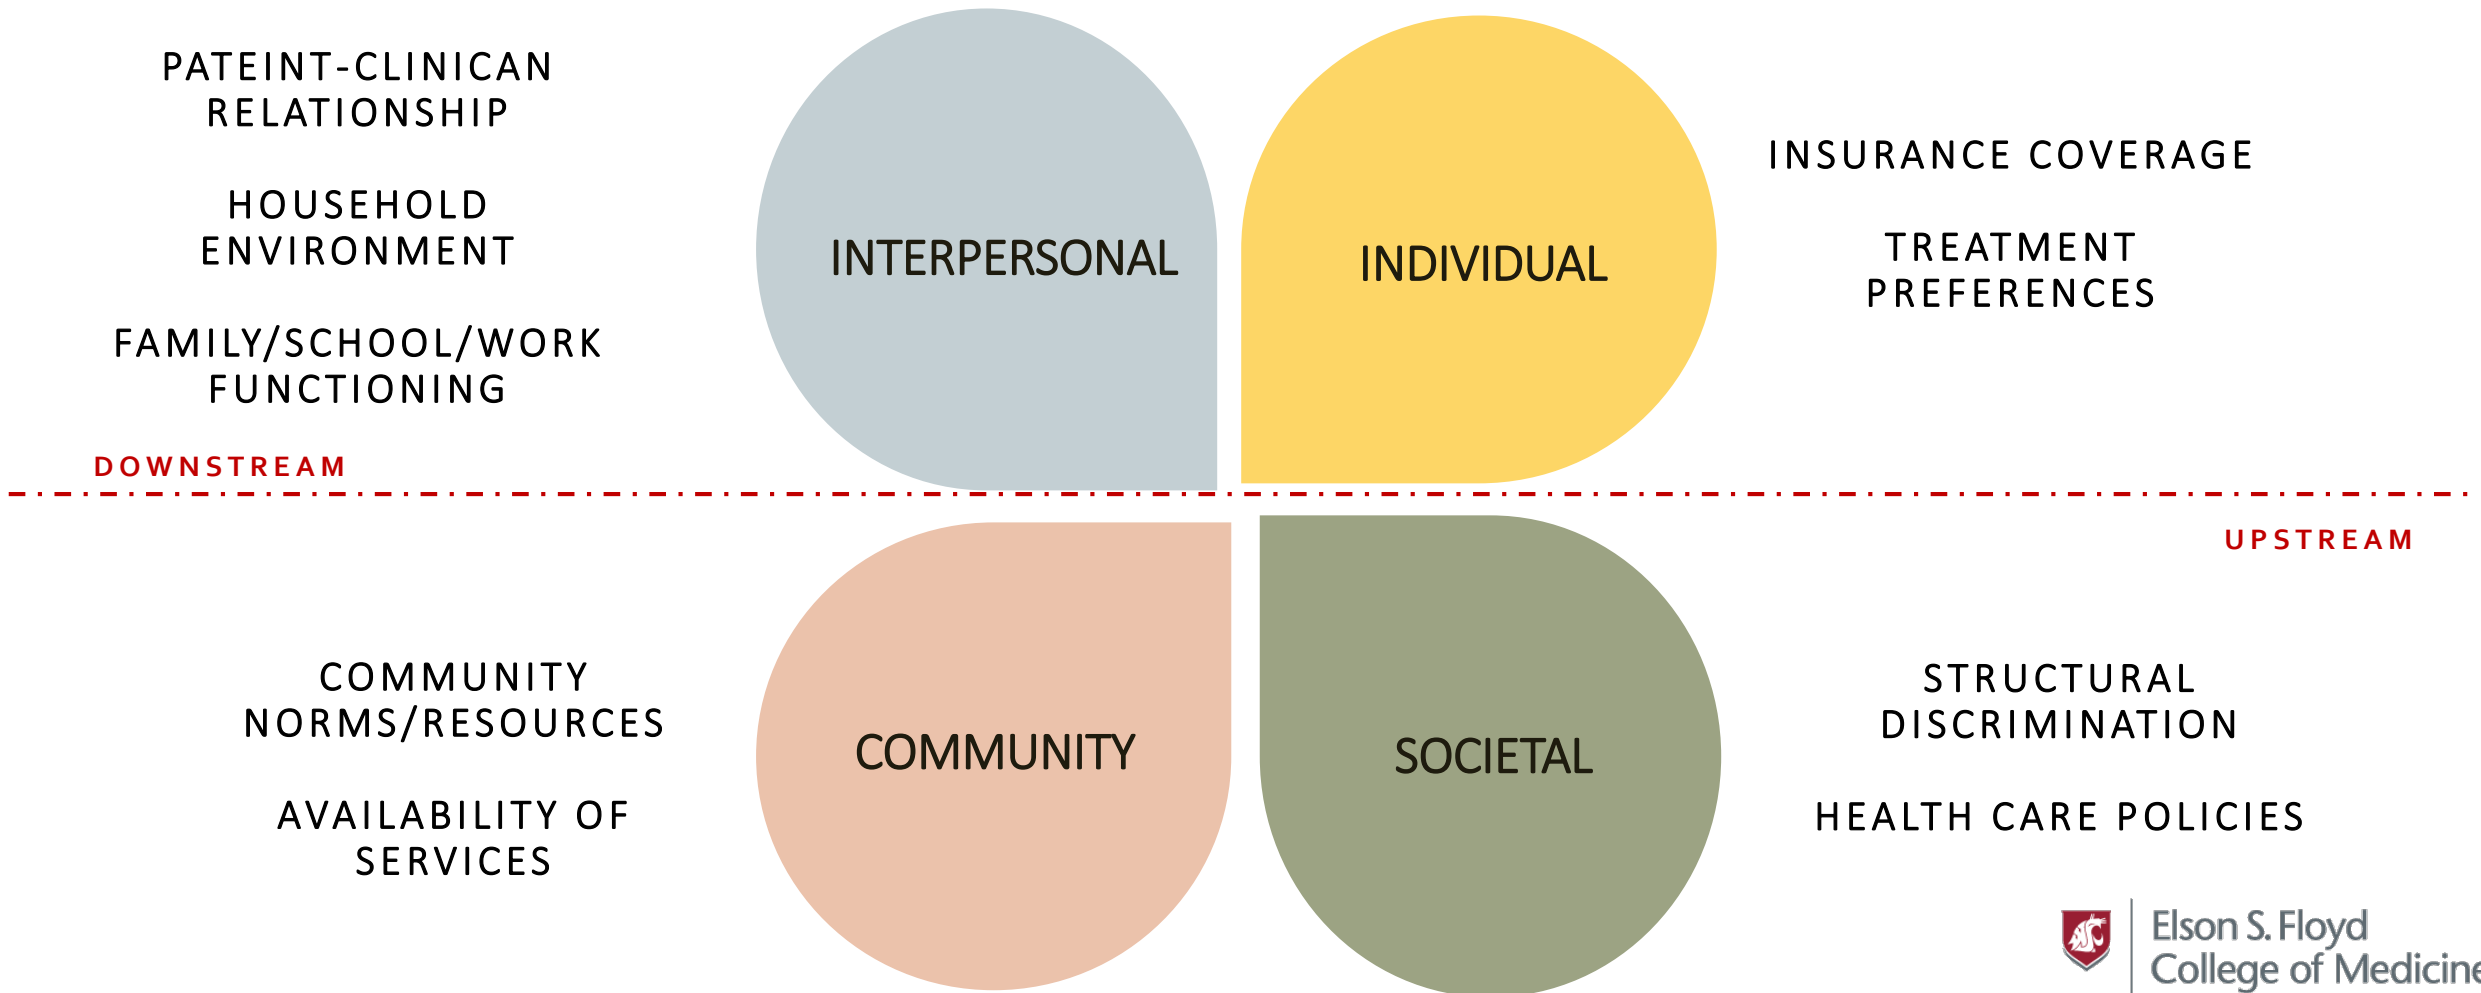 PATEINT-CLINICAN
RELATIONSHIP
HOUSEHOLD
ENVIRONMENT
FAMILY/SCHOOL/WORK
FUNCTIONING
INTERPERSONAL
INDIVIDUAL
INSURANCE COVERAGE
TREATMENT
PREFERENCES
DOWNSTREAM
UPSTREAM
COMMUNITY
NORMS/RESOURCES
AVAILABILITY OF
SERVICES
COMMUNITY
SOCIETAL
STRUCTURAL
DISCRIMINATION
HEALTH CARE POLICIES
Elson S. Floyd
College of Medicine